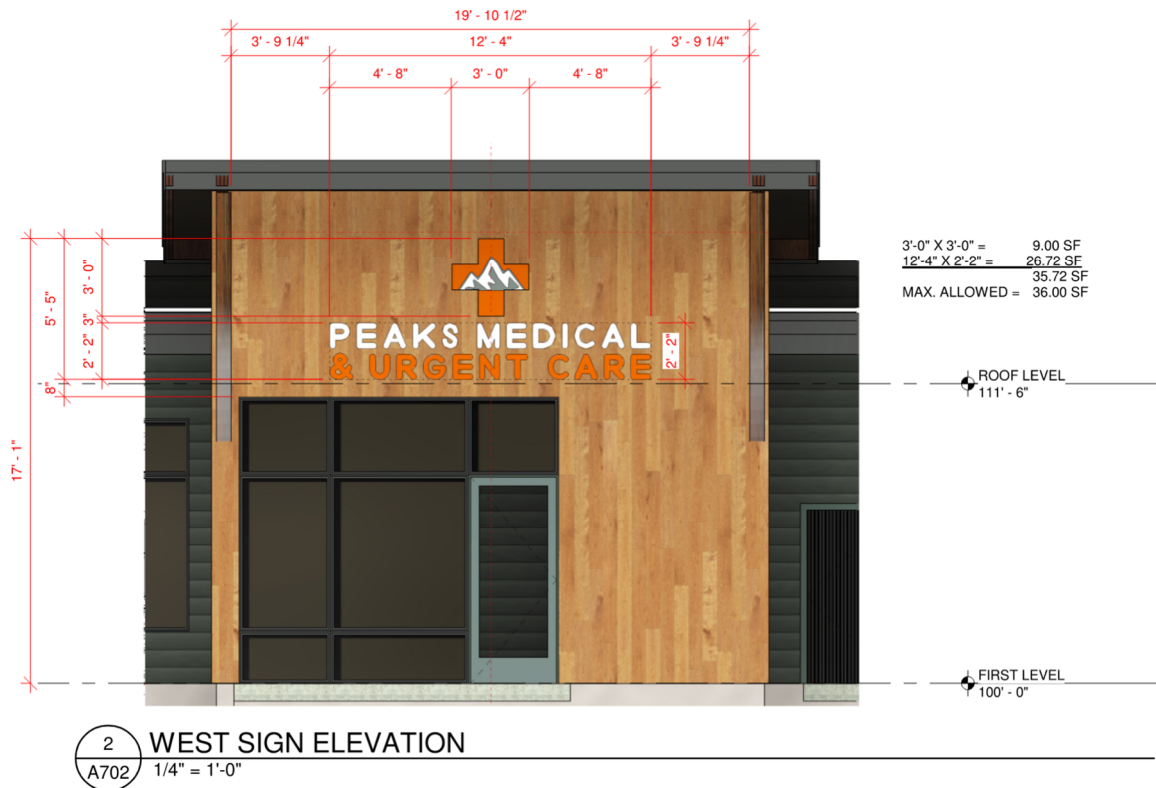 19' - 10 1/2"
3' - 9 1/4"
12' - 4"
3' - 9 1/4"
4' - 8"
3' - 0"
4' - 8"
17' - 1"
5' - 5"
8"
3' - 0"
3"
2' - 2"
PEAKS MEDICAL
& URGENT CARE
2' - 2"
3'-0" X 3'-0" = 9.00 SF
12'-4" X 2'-2" = 26.72 SF
35.72 SF
MAX. ALLOWED = 36.00 SF
ROOF LEVEL
111' - 6"
FIRST LEVEL
100' - 0"
2
A702
WEST SIGN ELEVATION
1/4" = 1'-0"